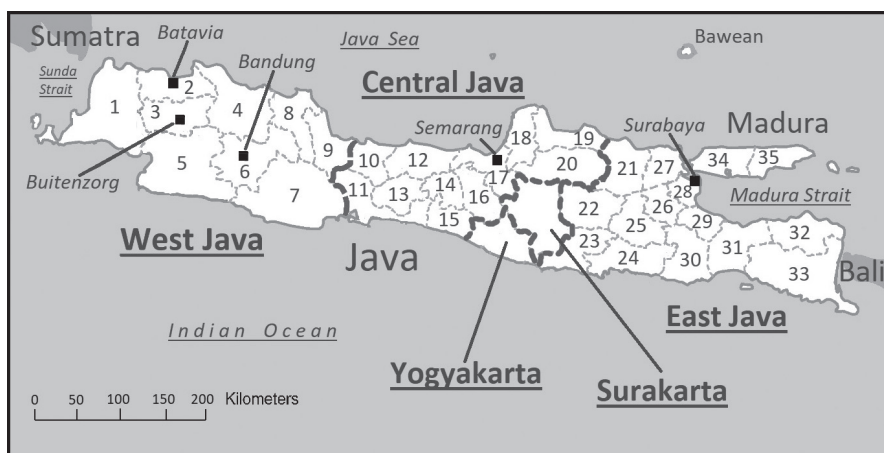 Sumatra
Batavia
Java Sea
Bawean
Sunda
Strait
Bandung
Central Java
1
2
3
4
8
Semarang
18
19
Surabaya
Madura
9
10
12
20
21
27
34
35
5
6
11
13
14
16
17
28
Madura Strait
Buitenzorg
7
15
22
26
29
25
32
West Java
Java
23
24
30
31
33
Bali
Indian Ocean
East Java
Yogyakarta
Surakarta
0 50 100 150 200 Kilometers